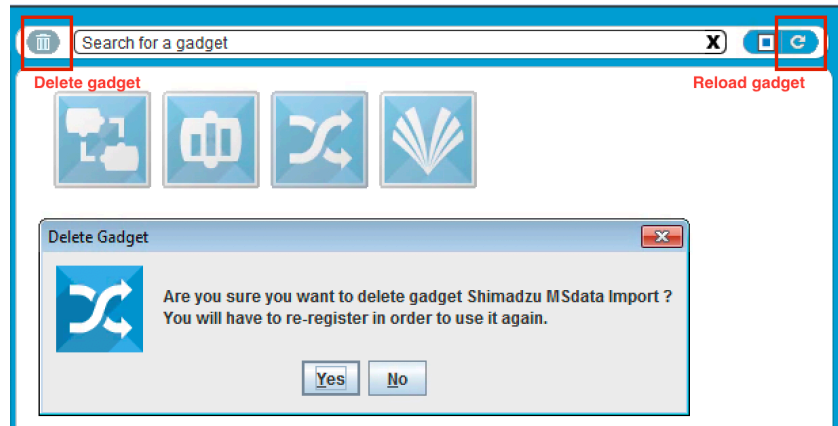 Search for a gadget X
Delete gadget Reload gadget
Delete Gadget
Are you sure you want to delete gadget Shimadzu MSdata Import ?
You will have to re-register in order to use it again.
Yes No